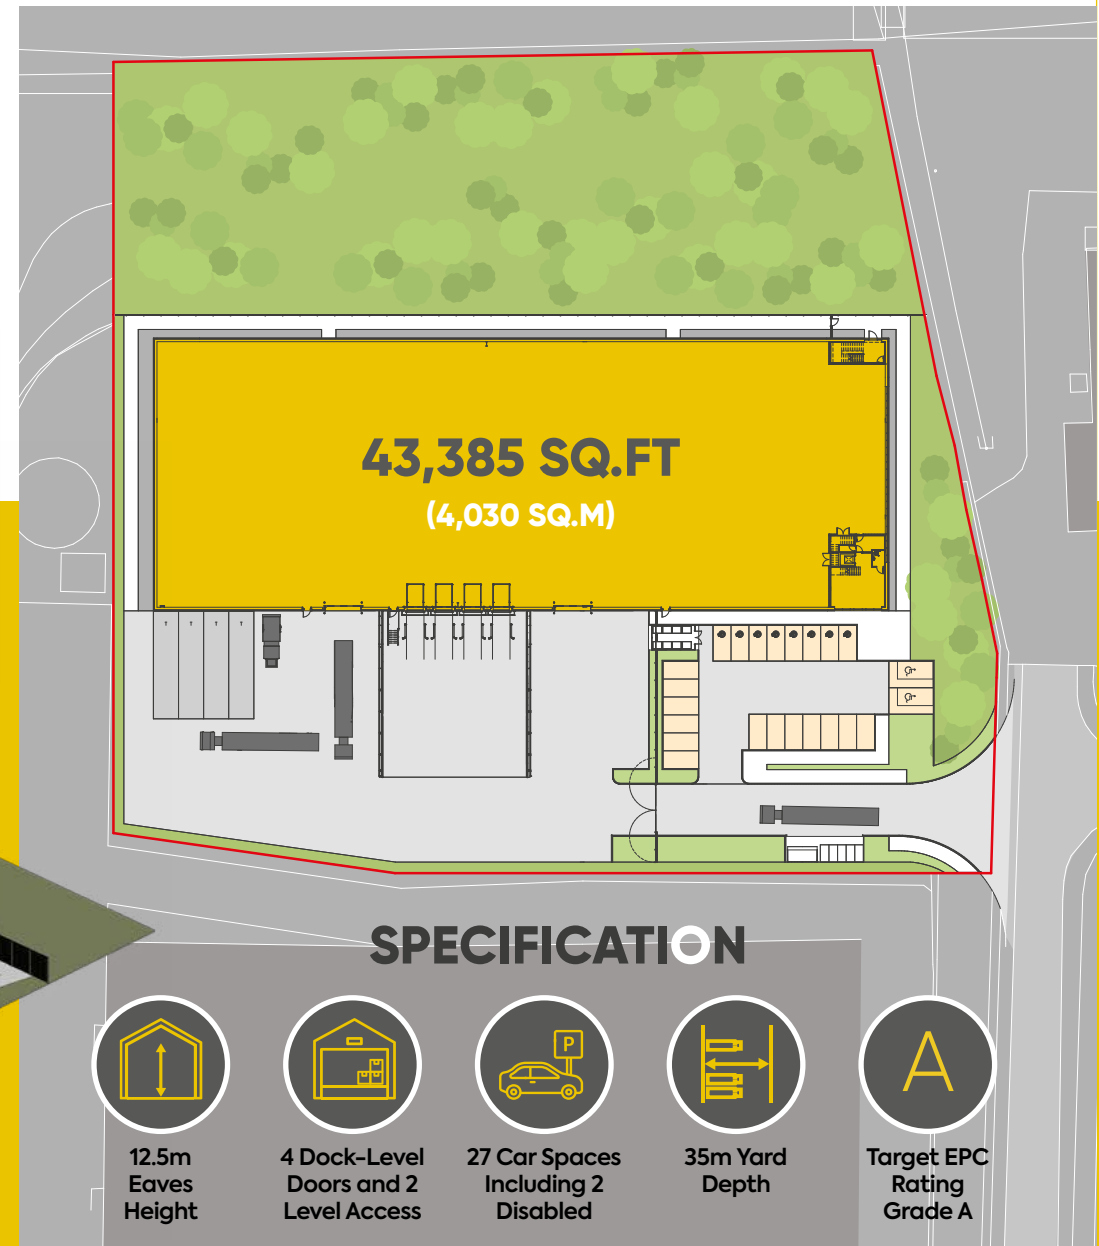 43,385 SQ.FT
(4,030 SQ.M)
SPECIFICATION
P
A
12.5m
Eaves
Height
4 Dock-Level
Doors and 2
Level Access
27 Car Spaces
Including 2
Disabled
35m Yard
Depth
Target EPC
Rating
Grade A